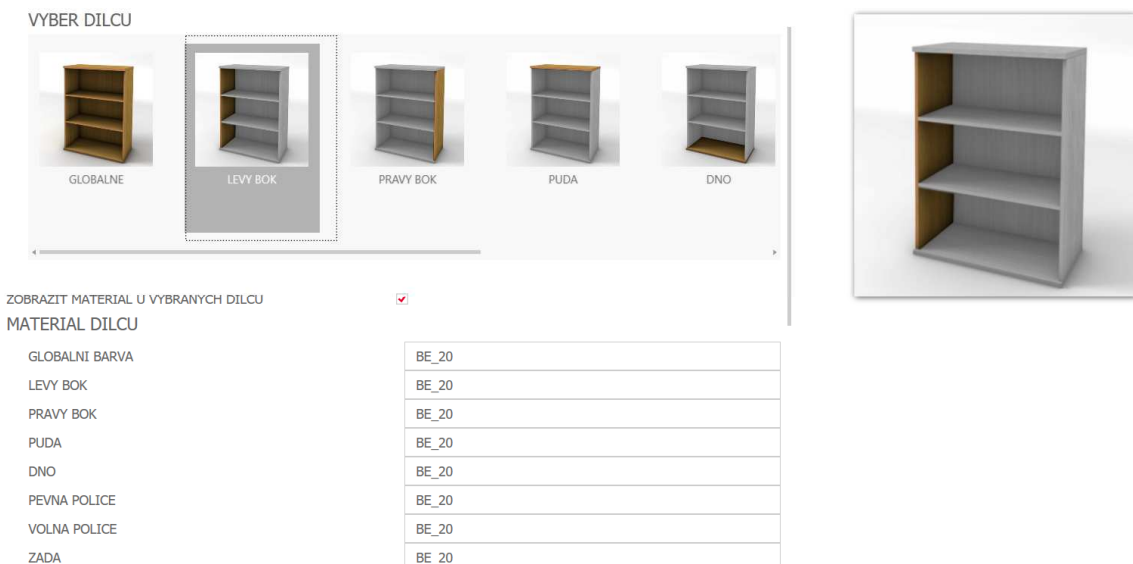 VYBER DILCU
GLOBALNE LEVY BOK PRAVY BOK PUDA DNO
ZOBRAZIT MATERIAL U VYBRANYCH DILCU
MATERIAL DILCU
GLOBALNI BARVA BE_20
LEVY BOK BE_20
PRAVY BOK BE_20
PUDA BE_20
DNO BE_20
PEVNA POLICE BE_20
VOLNA POLICE BE_20
ZADA BE_20